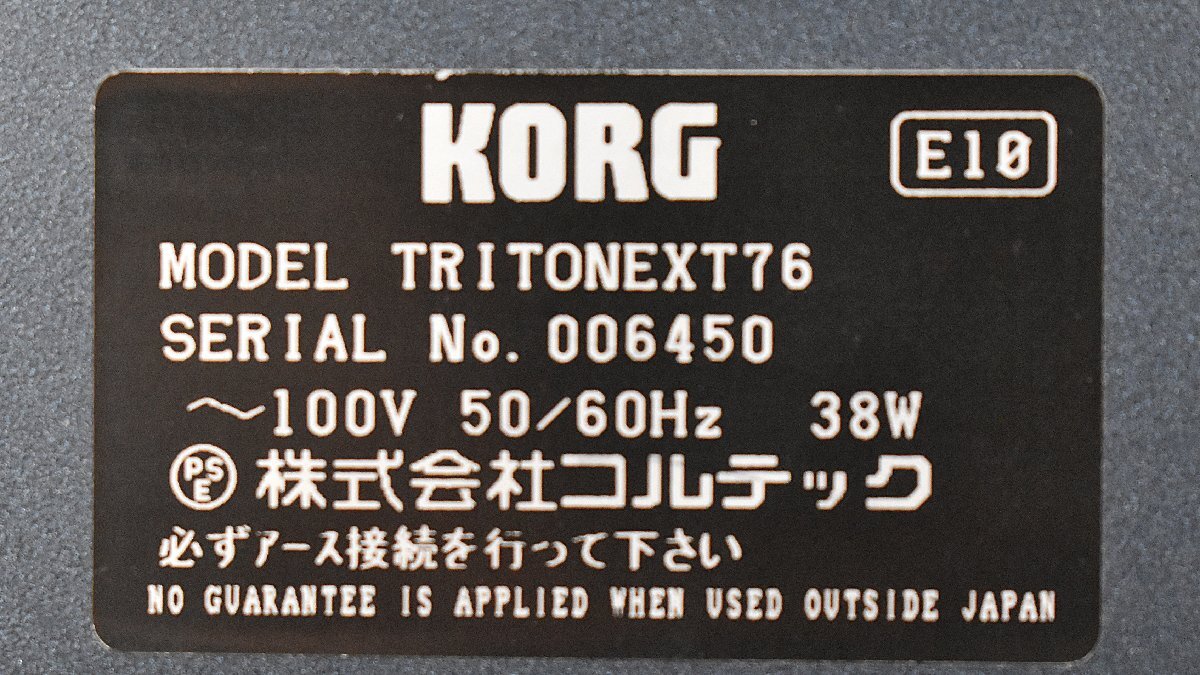 KORG
E10
MODEL TRITONEXT76
SERIAL No. 006450
～100V 50/60Hz 38W
PSE 株式会社コルテック
必ずアース接続を行って下さい
NO GUARANTEE IS APPLIED WHEN USED OUTSIDE JAPAN